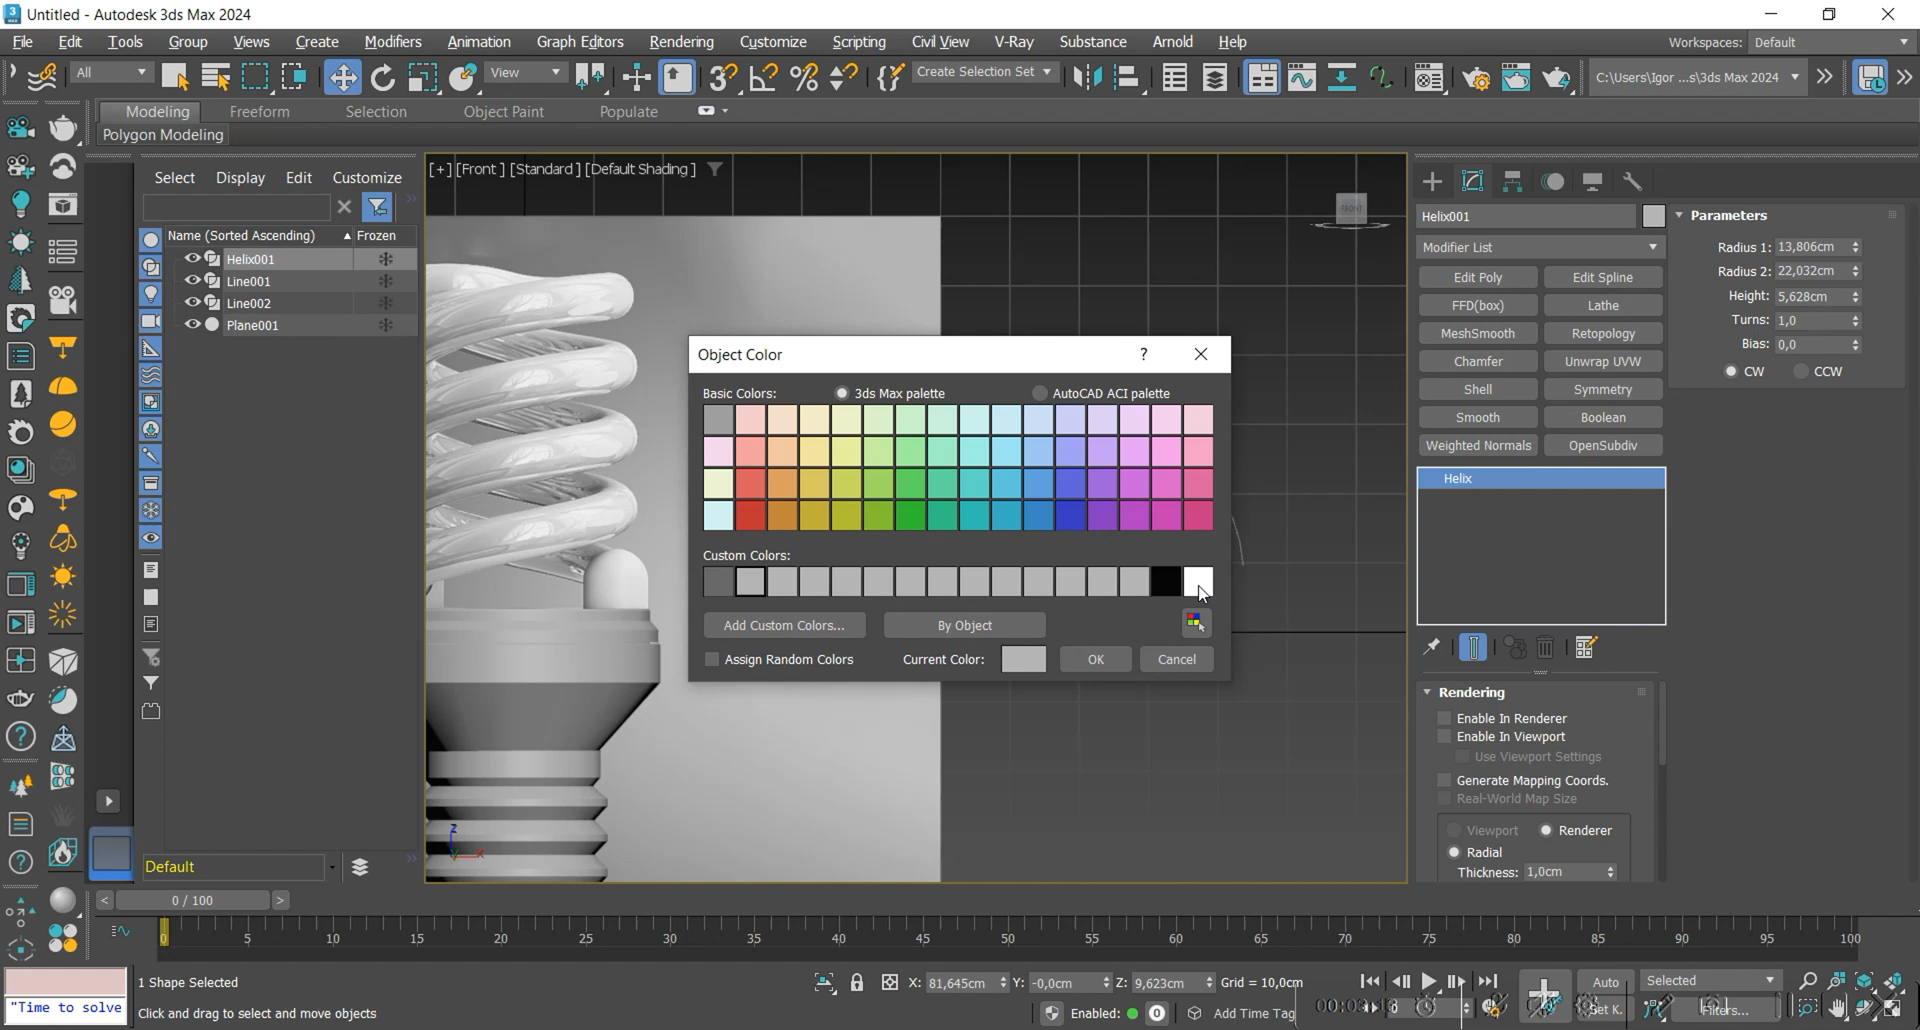 Untitled - Autodesk 3ds Max 2024
File Edit Tools Group Views Create Modifiers Animation Graph Editors Rendering Customize Scripting Civil View V-Ray Substance Arnold Help Workspaces: Default
All View Create Selection Set C:\Users\Igor ...s\3ds Max 2024
Modeling Freeform Selection Object Paint Populate
Polygon Modeling
Select Display Edit Customize
[+] [Front ] [Standard ] [Default Shading ]
FRONT
Name (Sorted Ascending) Frozen
Helix001
Line001
Line002
Plane001
Object Color ?
Basic Colors: 3ds Max palette AutoCAD ACI palette
Custom Colors:
Add Custom Colors... By Object
Assign Random Colors Current Color: OK Cancel
Helix001
Modifier List
Edit Poly Edit Spline
FFD(box) Lathe
MeshSmooth Retopology
Chamfer Unwrap UVW
Shell Symmetry
Smooth Boolean
Weighted Normals OpenSubdiv
Helix
Parameters
Radius 1: 13,806cm
Radius 2: 22,032cm
Height: 5,628cm
Turns: 1,0
Bias: 0,0
CW CCW
Rendering
Enable In Renderer
Enable In Viewport
Use Viewport Settings
Generate Mapping Coords.
Real-World Map Size
Viewport Renderer
Radial
Thickness: 1,0cm
z
x
Default
< 0 / 100 >
0 5 10 15 20 25 30 35 40 45 50 55 60 65 70 75 80 85 90 95 100
1 Shape Selected
"Time to solve
Click and drag to select and move objects
X: 81,645cm Y: -0,0cm Z: 9,623cm Grid = 10,0cm
Enabled: 0 Add Time Tag
Auto Selected
Set K. Filters...